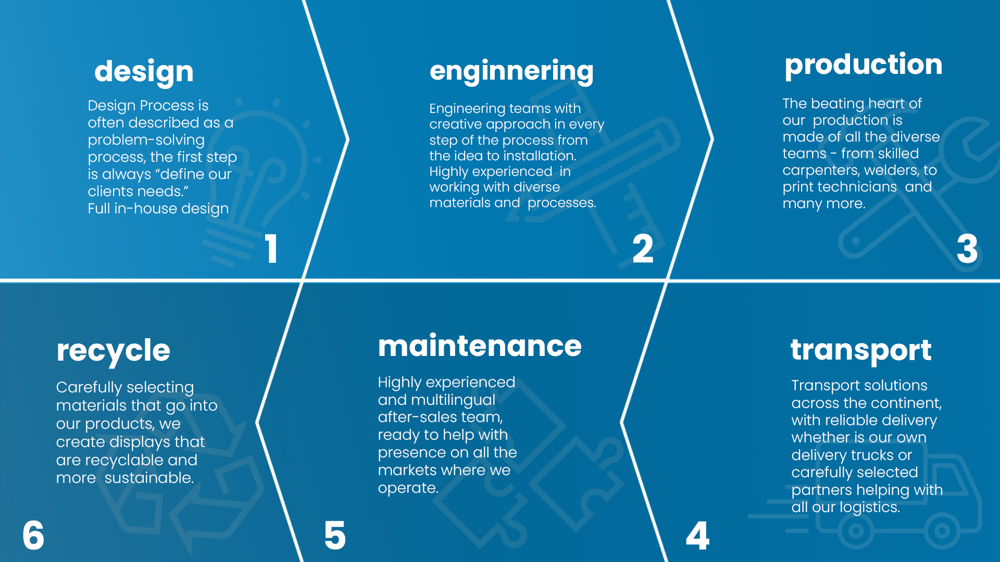 design
Design Process is
often described as a
problem-solving
process, the first step
is always “define our
clients needs.”
Full in-house design
1
enginnering
Engineering teams with
creative approach in every
step of the process from
the idea to installation.
Highly experienced  in
working with diverse
materials and  processes.
2
production
The beating heart of
our  production is
made of all the diverse
teams - from skilled
carpenters, welders, to
print technicians  and
many more.
3
transport
Transport solutions
across the continent,
with reliable delivery
whether is our own
delivery trucks or
carefully selected
partners helping with
all our logistics.
4
maintenance
Highly experienced
and multilingual
after-sales team,
ready to help with
presence on all the
markets where we
operate.
5
recycle
Carefully selecting
materials that go into
our products, we
create displays that
are recyclable and
more  sustainable.
6